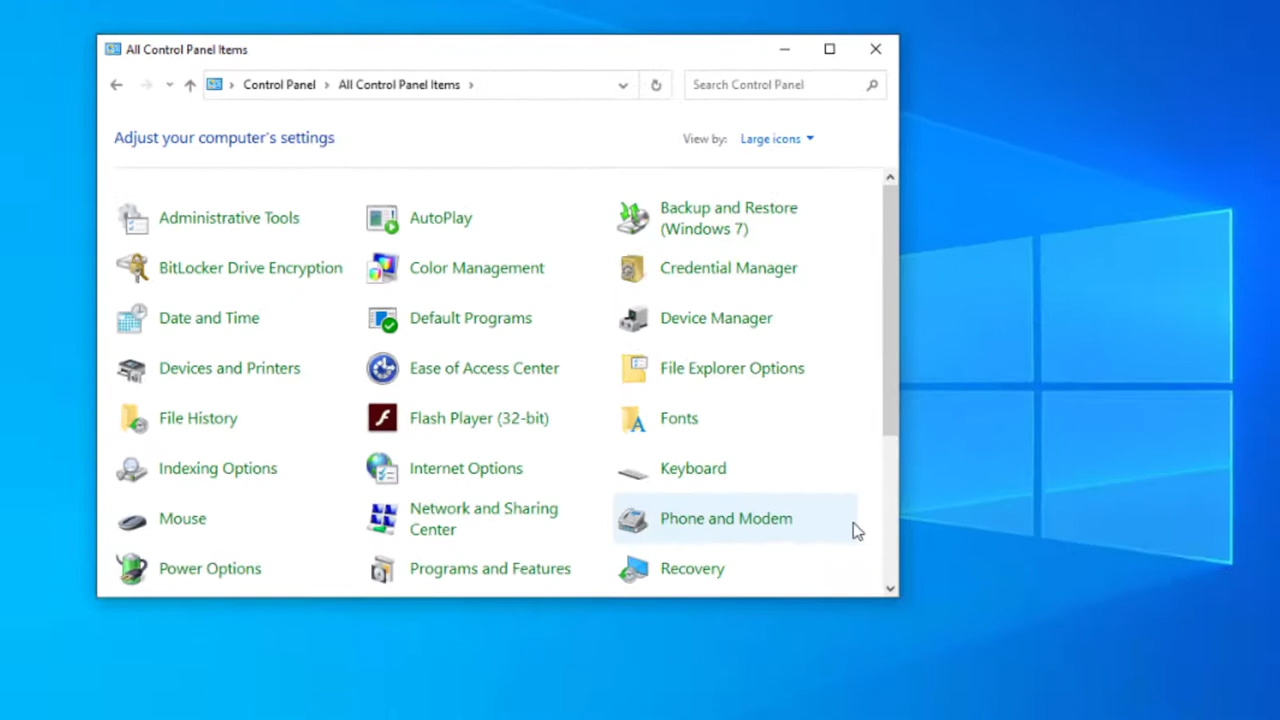 All Control Panel Items
Control Panel All Control Panel Items Search Control Panel
Adjust your computer's settings View by: Large icons
Administrative Tools AutoPlay Backup and Restore
(Windows 7)
BitLocker Drive Encryption Color Management Credential Manager
Date and Time Default Programs Device Manager
Devices and Printers Ease of Access Center File Explorer Options
File History Flash Player (32-bit) Fonts
Indexing Options Internet Options Keyboard
Mouse Network and Sharing Phone and Modem
Center
Power Options Programs and Features Recovery